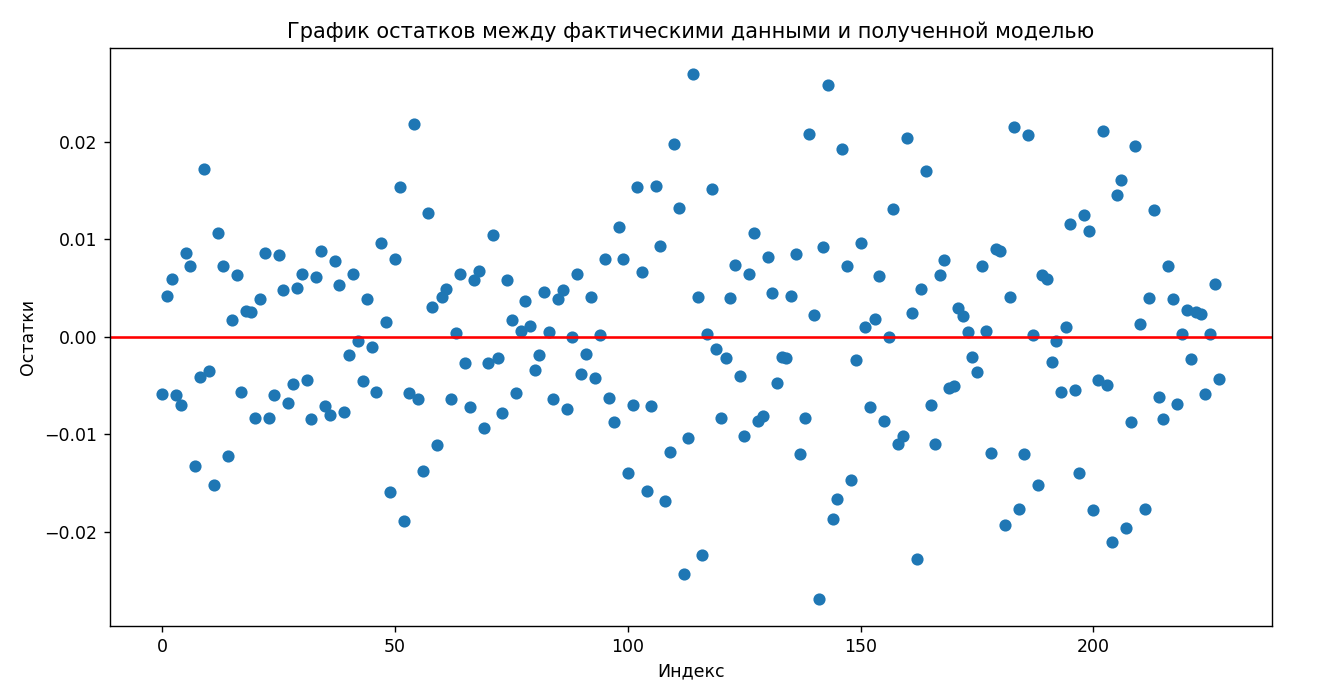 График остатков между фактическими данными и полученной моделью
Остатки
0.02
0.01
0.00
−0.01
−0.02
0 50 100 150 200
Индекс